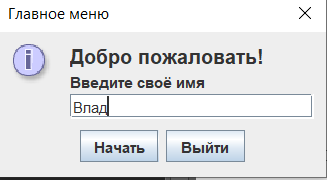 Главное меню
Добро пожаловать!
Введите своё имя
Влад
Начать Выйти